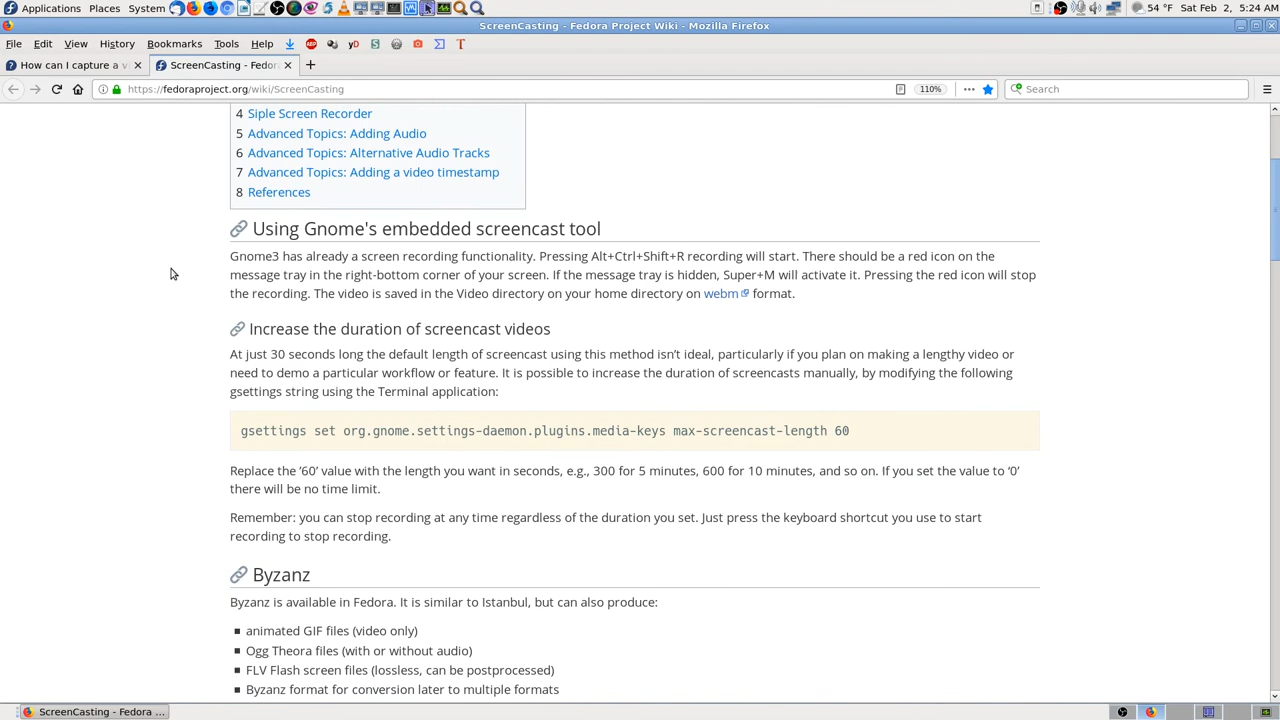 Applications Places System 54 °F Sat Feb 2, 5:24 AM
ScreenCasting - Fedora Project Wiki - Mozilla Firefox
File Edit View History Bookmarks Tools Help
How can I capture a v
ScreenCasting - Fedor
https://fedoraproject.org/wiki/ScreenCasting 110% Search
4 Siple Screen Recorder
5 Advanced Topics: Adding Audio
6 Advanced Topics: Alternative Audio Tracks
7 Advanced Topics: Adding a video timestamp
8 References
Using Gnome's embedded screencast tool
Gnome3 has already a screen recording functionality. Pressing Alt+Ctrl+Shift+R recording will start. There should be a red icon on the
message tray in the right-bottom corner of your screen. If the message tray is hidden, Super+M will activate it. Pressing the red icon will stop
the recording. The video is saved in the Video directory on your home directory on webm format.
Increase the duration of screencast videos
At just 30 seconds long the default length of screencast using this method isn’t ideal, particularly if you plan on making a lengthy video or
need to demo a particular workflow or feature. It is possible to increase the duration of screencasts manually, by modifying the following
gsettings string using the Terminal application:
gsettings set org.gnome.settings-daemon.plugins.media-keys max-screencast-length 60
Replace the ‘60’ value with the length you want in seconds, e.g., 300 for 5 minutes, 600 for 10 minutes, and so on. If you set the value to ‘0’
there will be no time limit.
Remember: you can stop recording at any time regardless of the duration you set. Just press the keyboard shortcut you use to start
recording to stop recording.
Byzanz
Byzanz is available in Fedora. It is similar to Istanbul, but can also produce:
animated GIF files (video only)
Ogg Theora files (with or without audio)
FLV Flash screen files (lossless, can be postprocessed)
Byzanz format for conversion later to multiple formats
ScreenCasting - Fedora ...